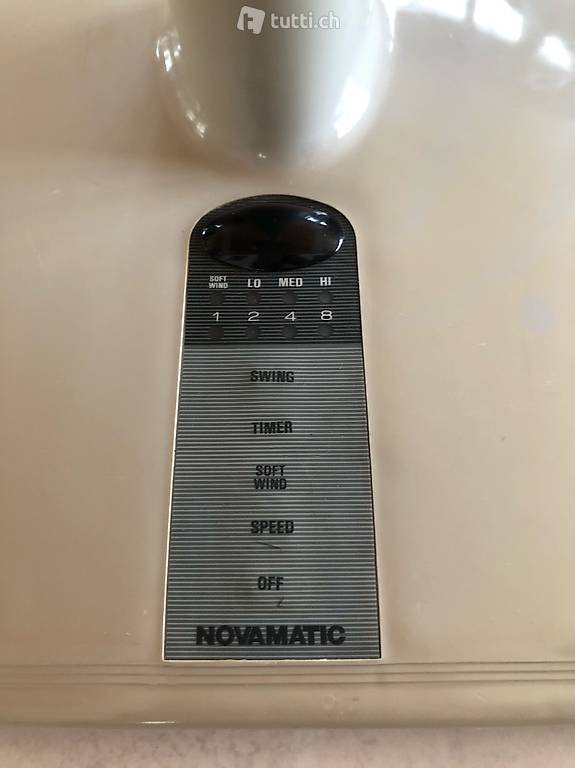 tutti.ch
SOFT WIND LO MED HI
1 2 4 8
SWING
TIMER
SOFT
WIND
SPEED
OFF
NOVAMATIC